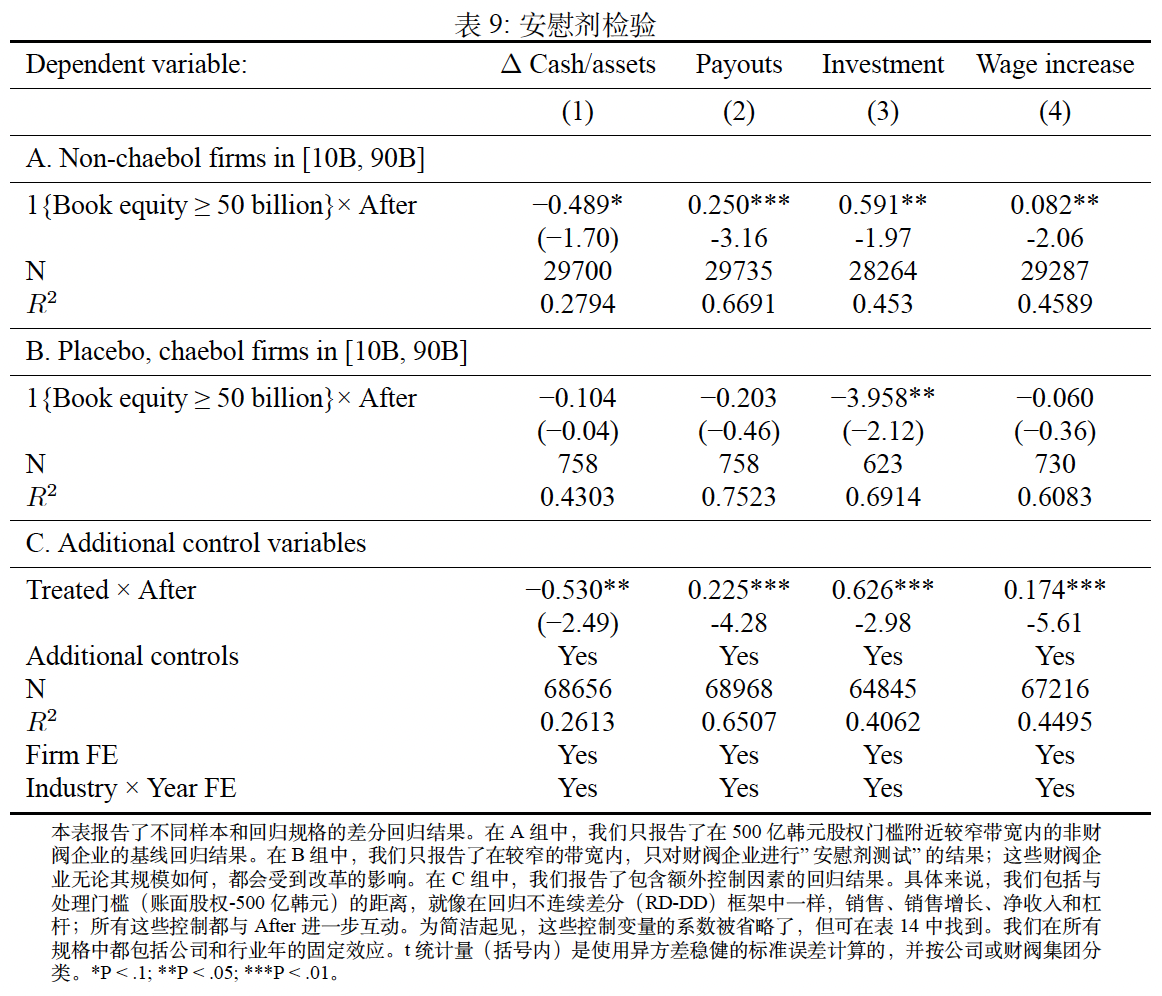 表 9: 安慰剂检验
Dependent variable: Δ Cash/assets Payouts Investment Wage increase
(1) (2) (3) (4)
A. Non-chaebol firms in [10B, 90B]
1{Book equity ≥ 50 billion}× After −0.489* 0.250*** 0.591** 0.082**
(−1.70) -3.16 -1.97 -2.06
N 29700 29735 28264 29287
R² 0.2794 0.6691 0.453 0.4589
B. Placebo, chaebol firms in [10B, 90B]
1{Book equity ≥ 50 billion}× After −0.104 −0.203 −3.958** −0.060
(−0.04) (−0.46) (−2.12) (−0.36)
N 758 758 623 730
R² 0.4303 0.7523 0.6914 0.6083
C. Additional control variables
Treated × After −0.530** 0.225*** 0.626*** 0.174***
(−2.49) -4.28 -2.98 -5.61
Additional controls Yes Yes Yes Yes
N 68656 68968 64845 67216
R² 0.2613 0.6507 0.4062 0.4495
Firm FE Yes Yes Yes Yes
Industry × Year FE Yes Yes Yes Yes
本表报告了不同样本和回归规格的差分回归结果。在 A 组中，我们只报告了在 500 亿韩元股权门槛附近较窄带宽内的非财
阀企业的基线回归结果。在 B 组中，我们只报告了在较窄的带宽内，只对财阀企业进行” 安慰剂测试” 的结果；这些财阀企
业无论其规模如何，都会受到改革的影响。在 C 组中，我们报告了包含额外控制因素的回归结果。具体来说，我们包括与
处理门槛（账面股权-500 亿韩元）的距离，就像在回归不连续差分（RD-DD）框架中一样，销售、销售增长、净收入和杠
杆；所有这些控制都与 After 进一步互动。为简洁起见，这些控制变量的系数被省略了，但可在表 14 中找到。我们在所有
规格中都包括公司和行业年的固定效应。t 统计量（括号内）是使用异方差稳健的标准误差计算的，并按公司或财阀集团分
类。*P < .1; **P < .05; ***P < .01。